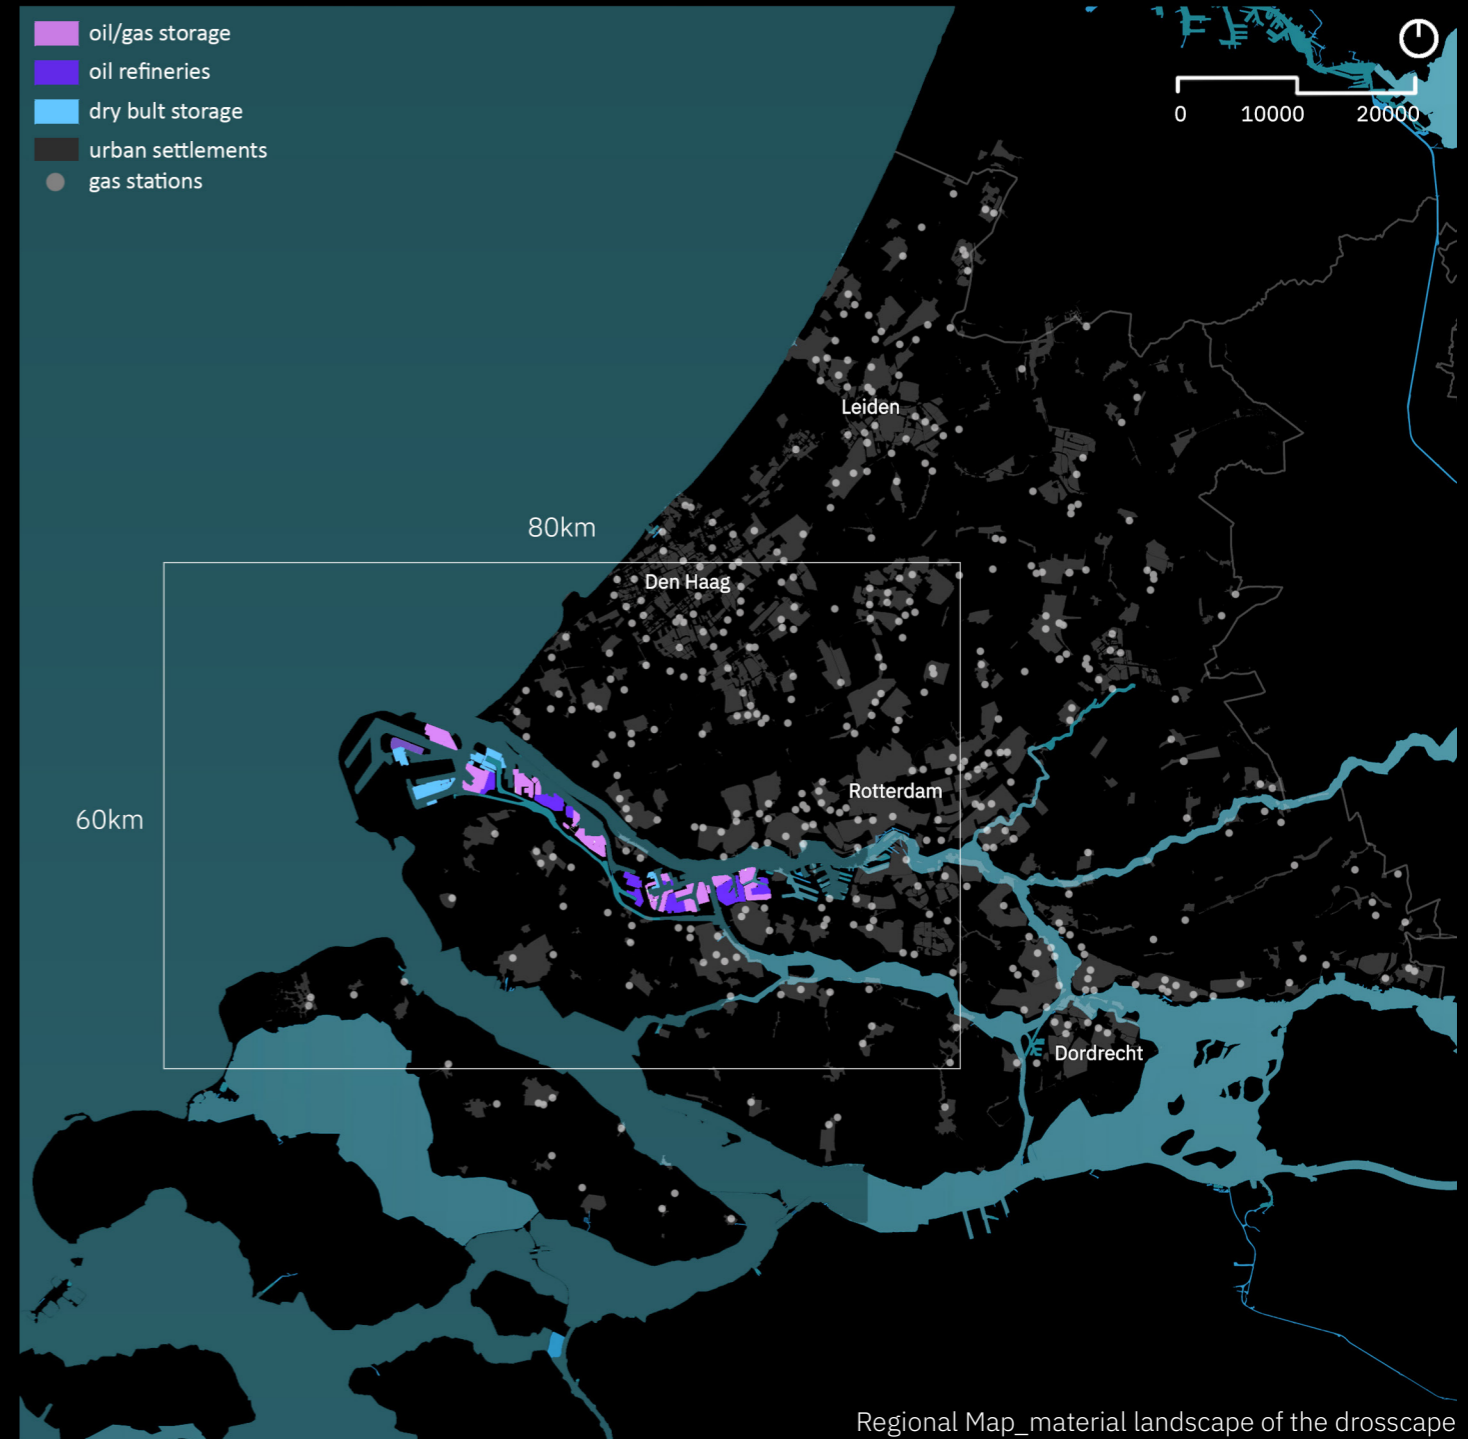 oil/gas storage
oil refineries
dry bult storage
urban settlements
gas stations
0 10000 20000
Leiden
80km
Den Haag
60km
Rotterdam
Dordrecht
Regional Map_material landscape of the drosscape